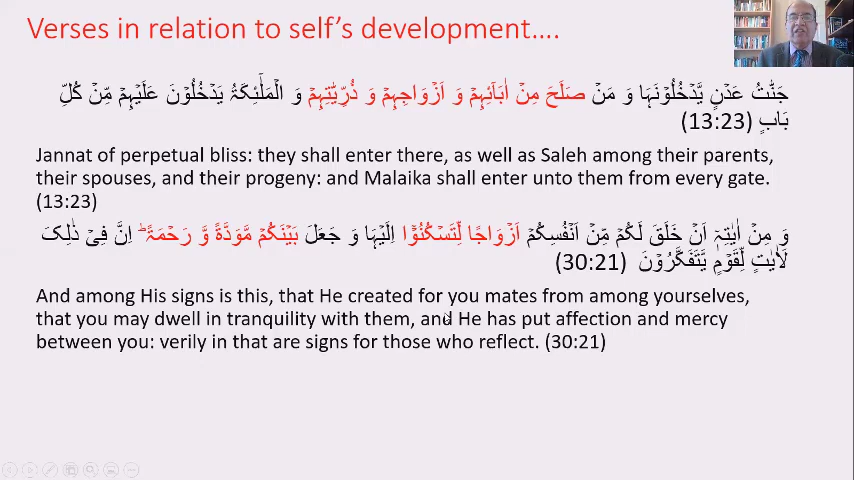 Verses in relation to self’s development….
جَنّٰتُ عَدۡنٍ یَّدۡخُلُوۡنَہَا وَ مَنۡ صَلَحَ مِنۡ اٰبَآئِہِمۡ وَ اَزۡوَاجِہِمۡ وَ ذُرِّیّٰتِہِمۡ وَ الۡمَلٰٓئِکَۃُ یَدۡخُلُوۡنَ عَلَیۡہِمۡ مِّنۡ کُلِّ
بَابٍ (13:23)
Jannat of perpetual bliss: they shall enter there, as well as Saleh among their parents,
their spouses, and their progeny: and Malaika shall enter unto them from every gate.
(13:23)
وَ مِنۡ اٰیٰتِہٖۤ اَنۡ خَلَقَ لَکُمۡ مِّنۡ اَنۡفُسِکُمۡ اَزۡوَاجًا لِّتَسۡکُنُوۡۤا اِلَیۡہَا وَ جَعَلَ بَیۡنَکُمۡ مَّوَدَّۃً وَّ رَحۡمَۃً ؕ اِنَّ فِیۡ ذٰلِکَ
لَاٰیٰتٍ لِّقَوۡمٍ یَّتَفَکَّرُوۡنَ (30:21)
And among His signs is this, that He created for you mates from among yourselves,
that you may dwell in tranquility with them, and He has put affection and mercy
between you: verily in that are signs for those who reflect. (30:21)